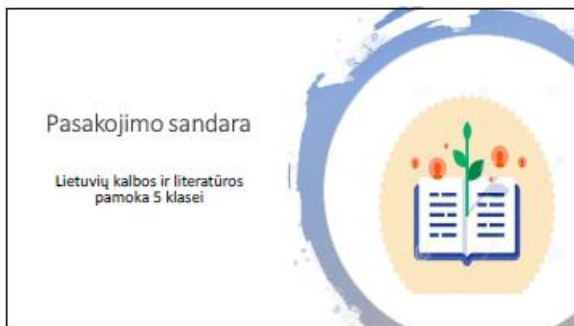 Pasakojimo sandara
Lietuvių kalbos ir literatūros
pamoka 5 klasei